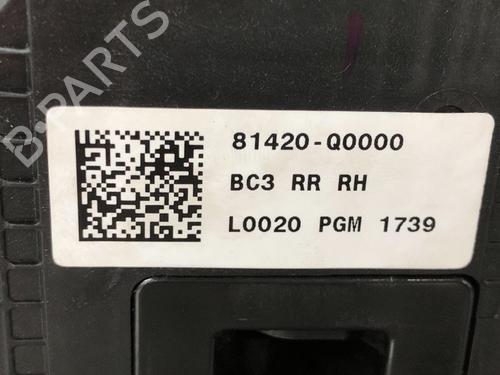 B-PARTS
81420-Q0000
BC3 RR RH
L0020 PGM 1739